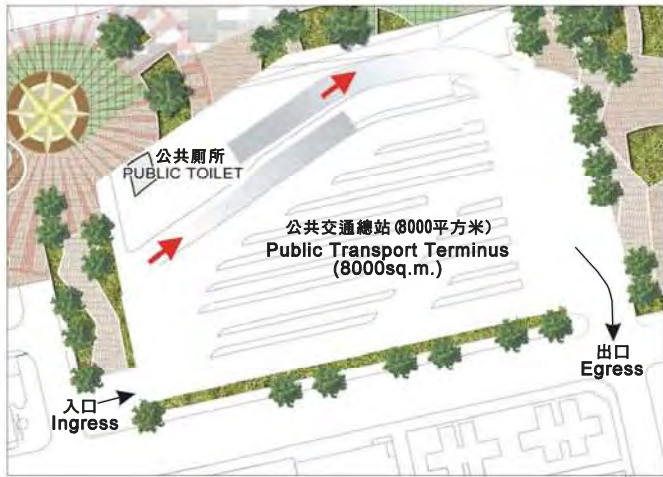 公共厠所
PUBLIC TOILET
公共交通總站 (8000平方米)
Public Transport Terminus
(8000sq.m.)
出口
Egress
入口
Ingress